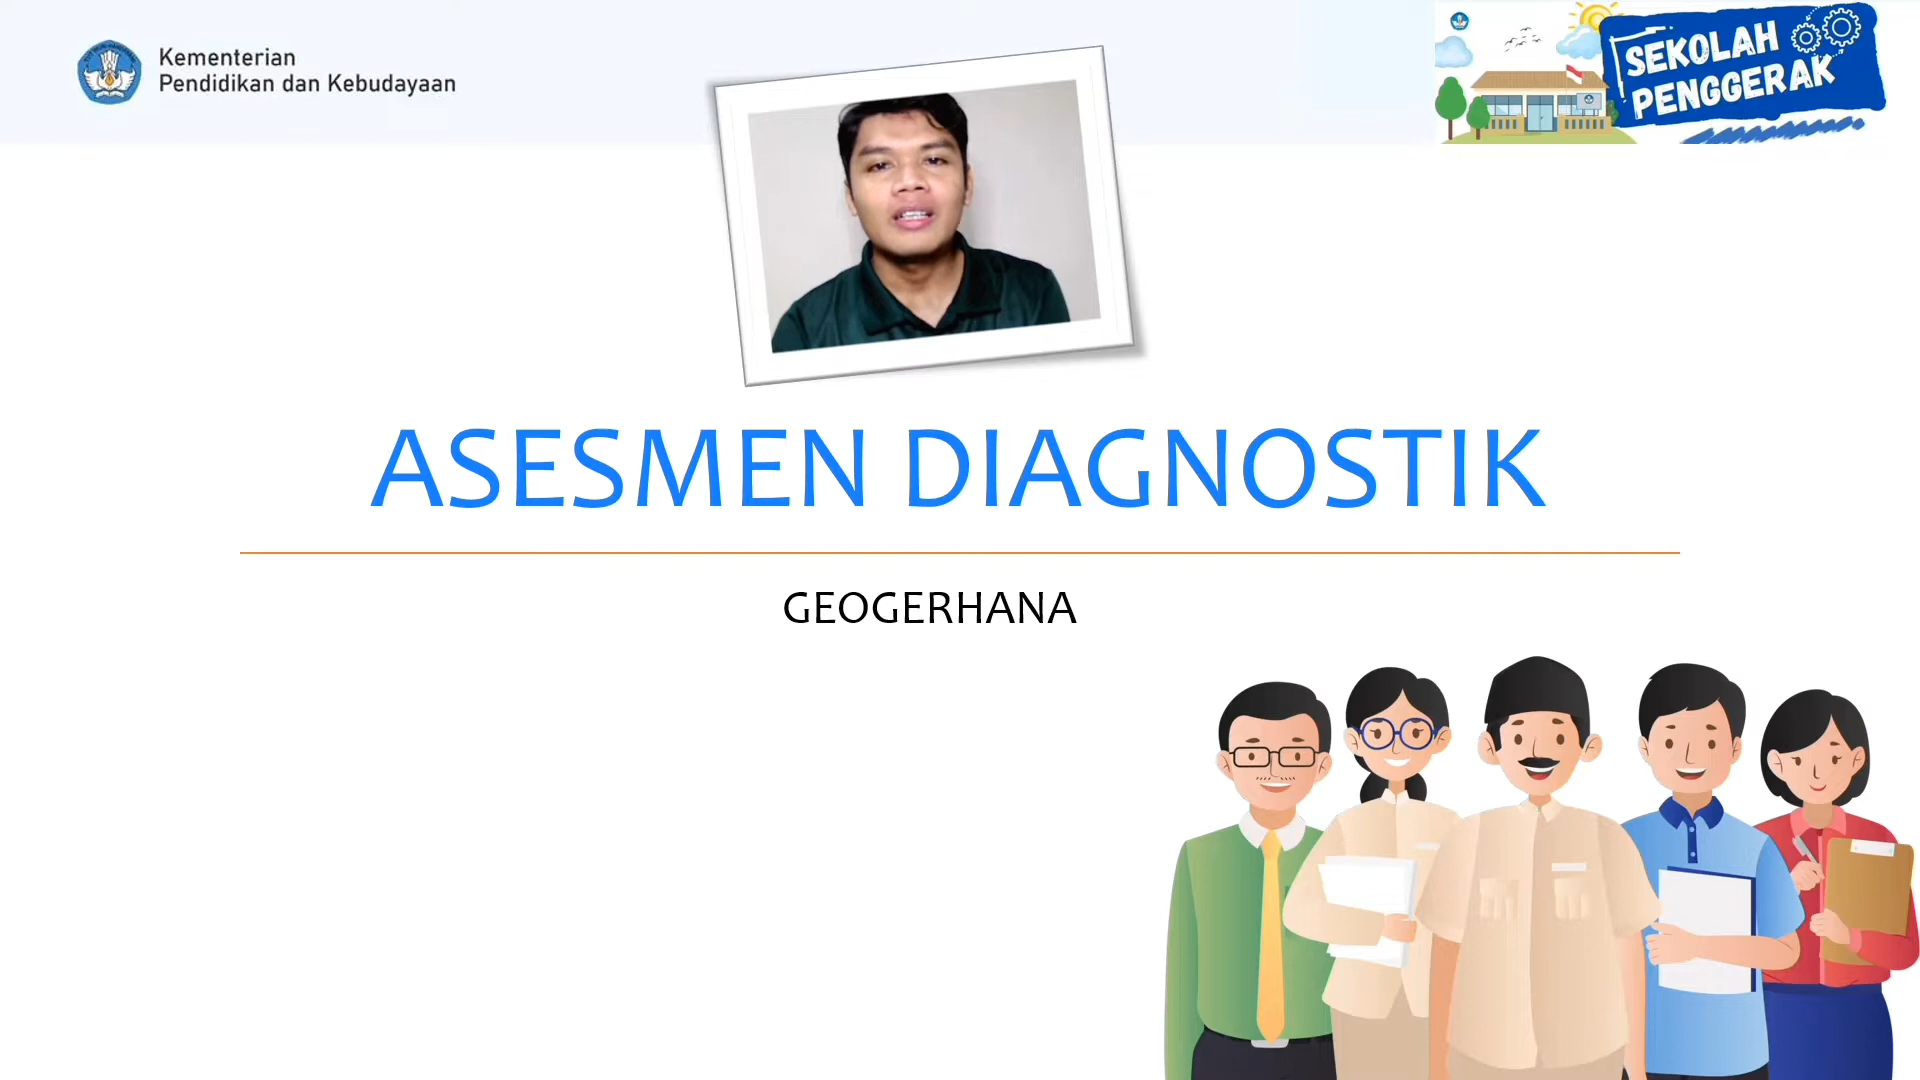 Kementerian
Pendidikan dan Kebudayaan
SEKOLAH
PENGGERAK
ASESMEN DIAGNOSTIK
GEOGERHANA